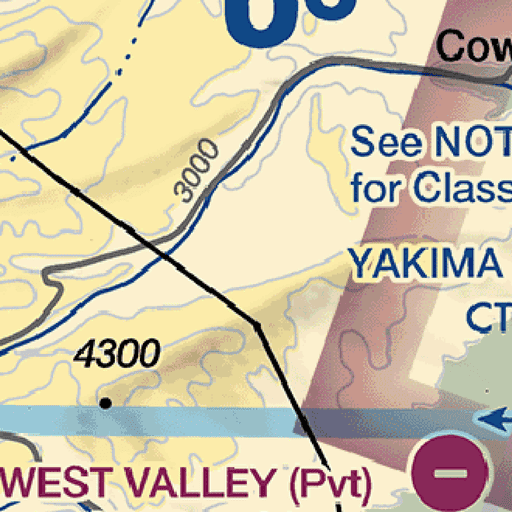 Cow
See NOT
for Class
3000
YAKIMA
CT
4300
WEST VALLEY (Pvt)